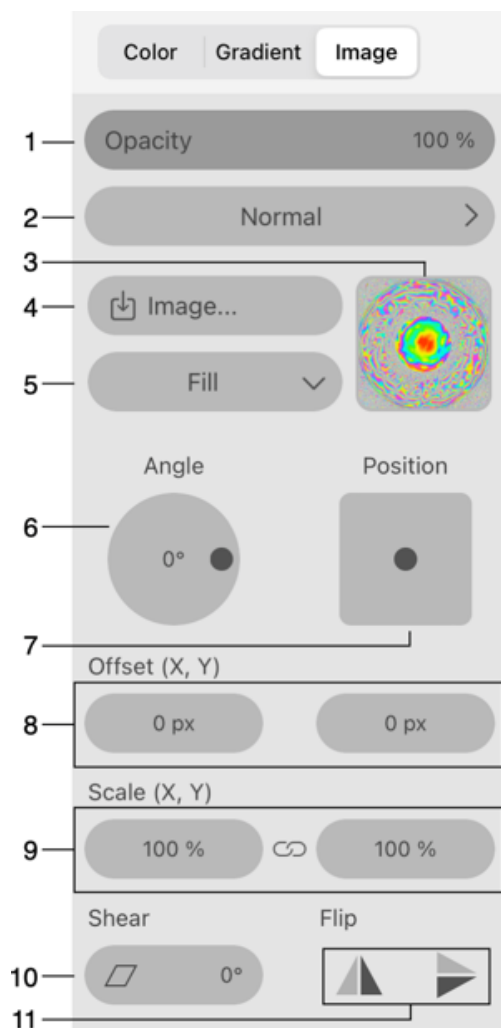 Color Gradient Image
1 Opacity 100 %
2 Normal
3
4 Image...
5 Fill
Angle Position
6 0°
7
Offset (X, Y)
8 0 px 0 px
Scale (X, Y)
9 100 % 100 %
Shear Flip
10 0°
11